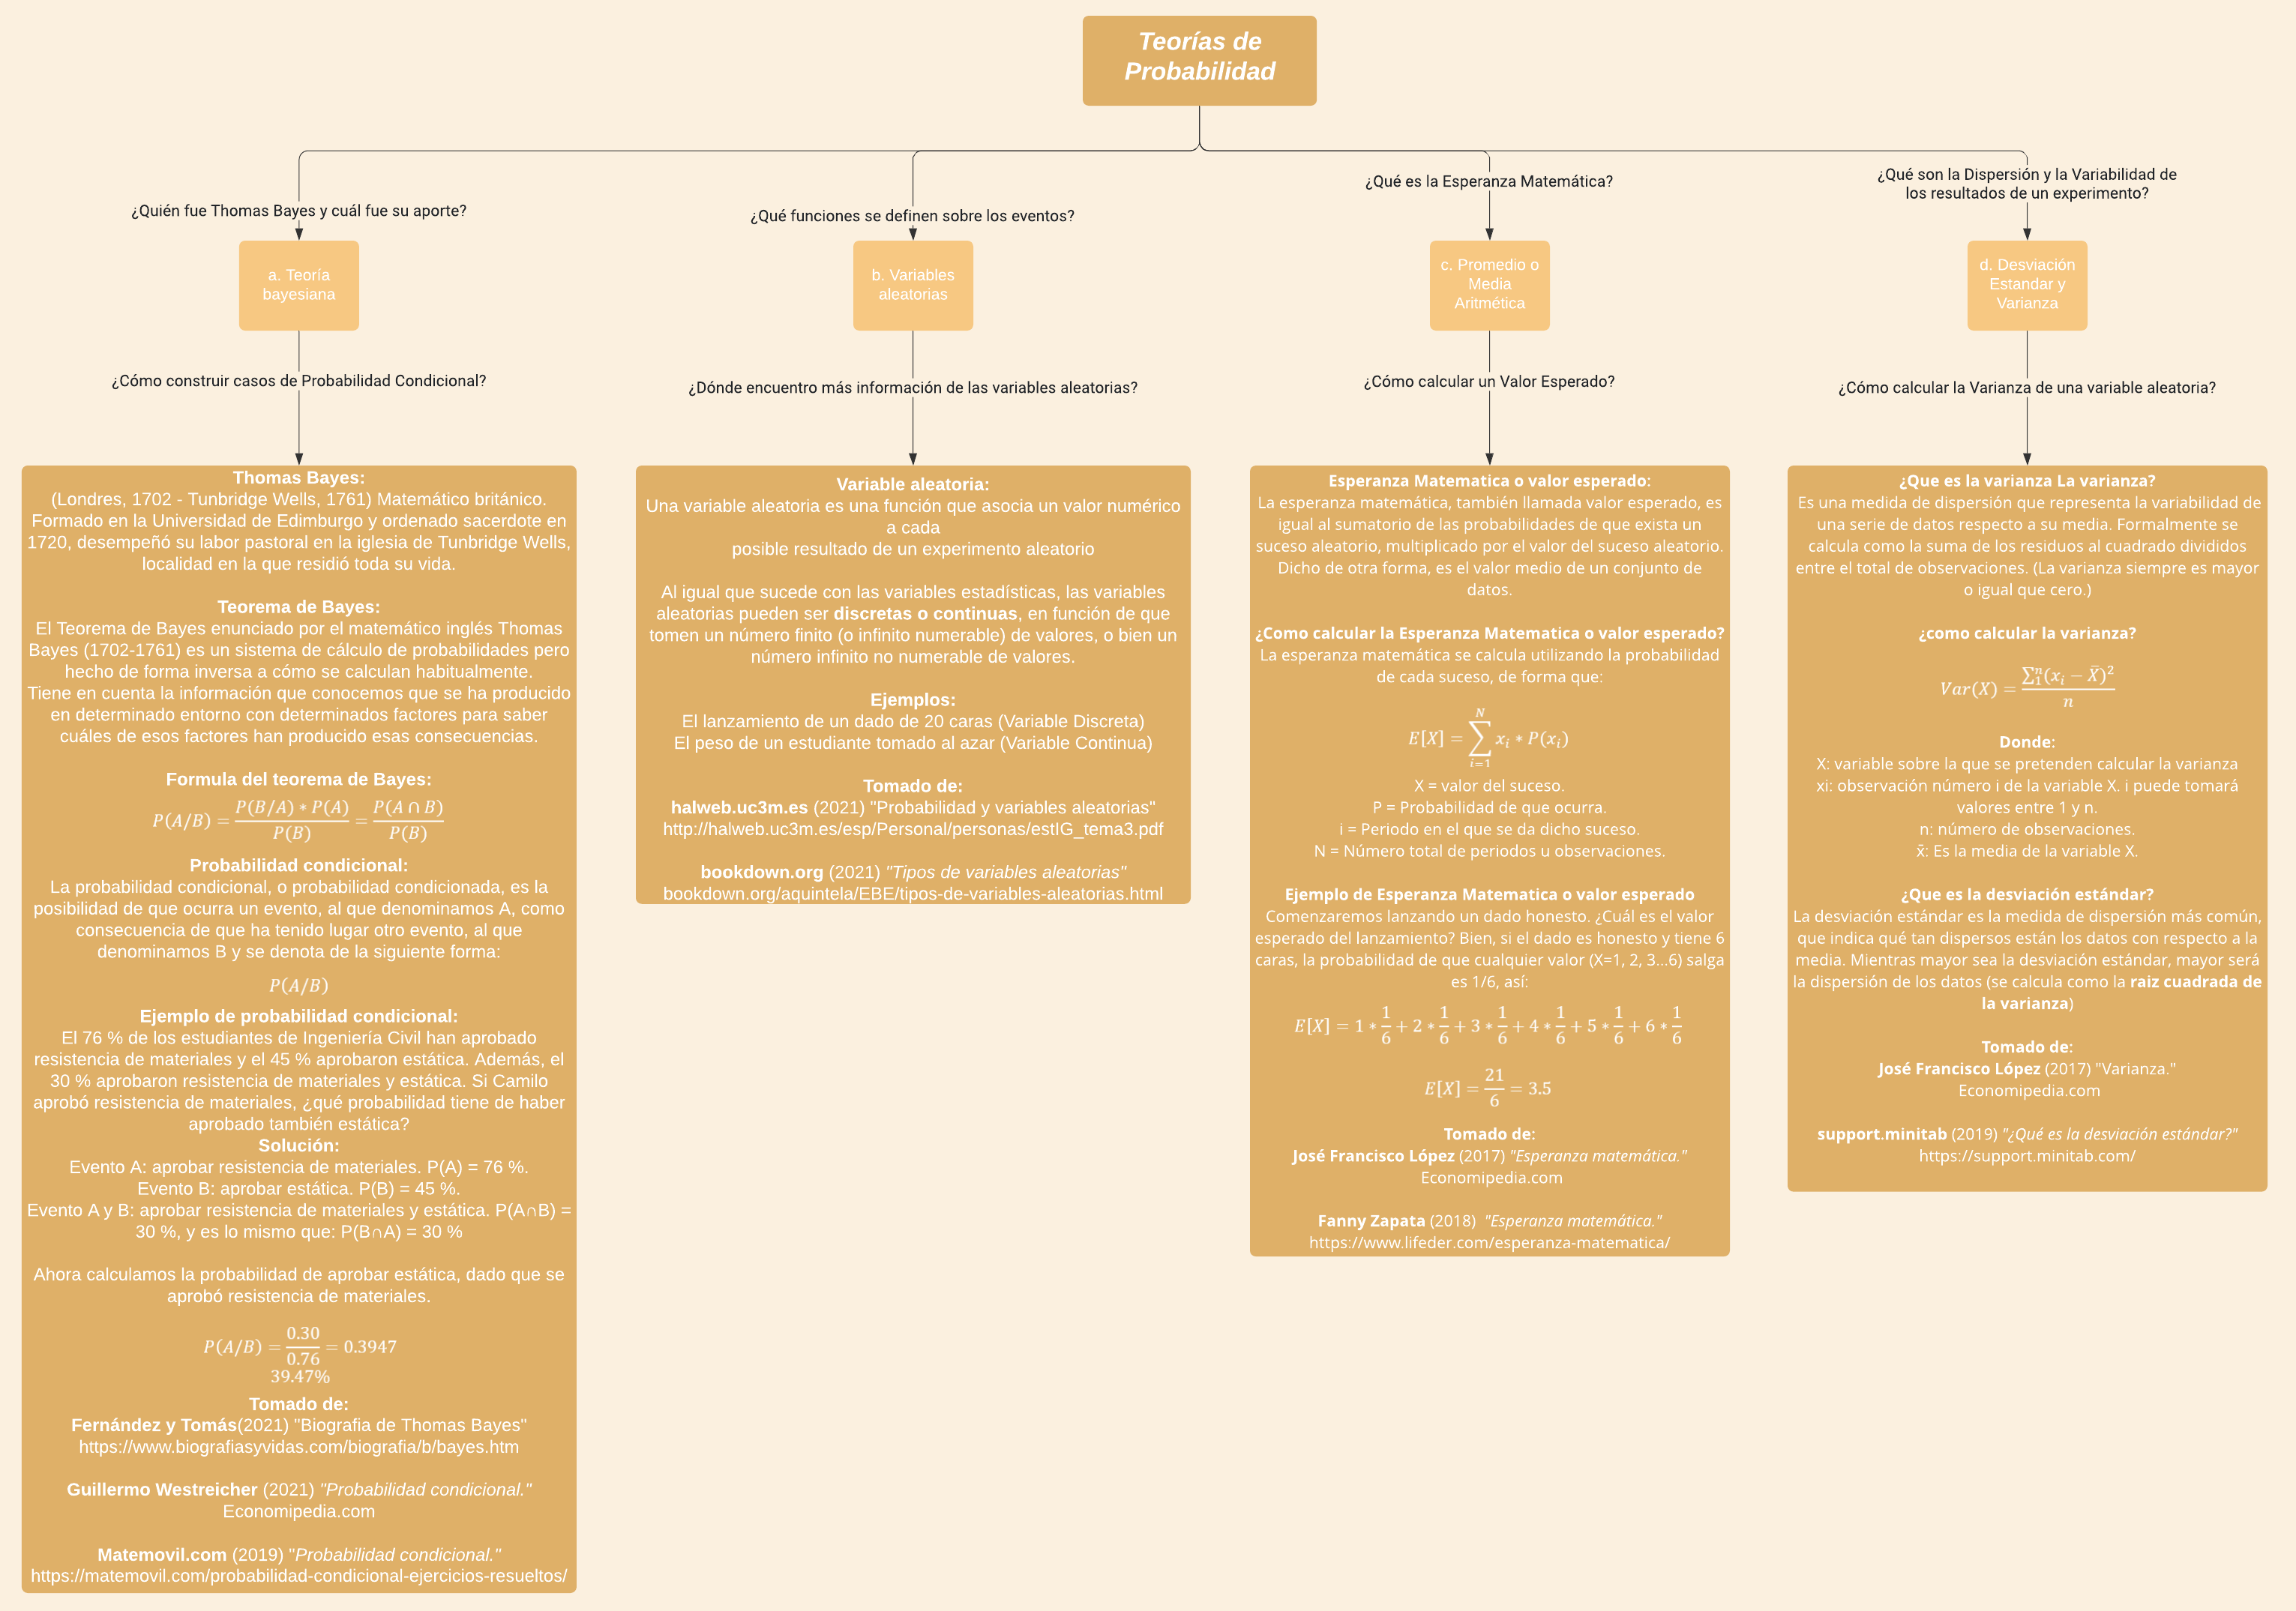 Teorías de
Probabilidad
¿Quién fue Thomas Bayes y cuál fue su aporte?
a. Teoría
bayesiana
¿Cómo construir casos de Probabilidad Condicional?
Thomas Bayes:
(Londres, 1702 - Tunbridge Wells, 1761) Matemático británico.
Formado en la Universidad de Edimburgo y ordenado sacerdote en
1720, desempeñó su labor pastoral en la iglesia de Tunbridge Wells,
localidad en la que residió toda su vida.
Teorema de Bayes:
El Teorema de Bayes enunciado por el matemático inglés Thomas
Bayes (1702-1761) es un sistema de cálculo de probabilidades pero
hecho de forma inversa a cómo se calculan habitualmente.
Tiene en cuenta la información que conocemos que se ha producido
en determinado entorno con determinados factores para saber
cuáles de esos factores han producido esas consecuencias.
Formula del teorema de Bayes:
P(A/B) = P(B/A) ∗ P(A) / P(B) = P(A ∩ B) / P(B)
Probabilidad condicional:
La probabilidad condicional, o probabilidad condicionada, es la
posibilidad de que ocurra un evento, al que denominamos A, como
consecuencia de que ha tenido lugar otro evento, al que
denominamos B y se denota de la siguiente forma:
P(A/B)
Ejemplo de probabilidad condicional:
El 76 % de los estudiantes de Ingeniería Civil han aprobado
resistencia de materiales y el 45 % aprobaron estática. Además, el
30 % aprobaron resistencia de materiales y estática. Si Camilo
aprobó resistencia de materiales, ¿qué probabilidad tiene de haber
aprobado también estática?
Solución:
Evento A: aprobar resistencia de materiales. P(A) = 76 %.
Evento B: aprobar estática. P(B) = 45 %.
Evento A y B: aprobar resistencia de materiales y estática. P(A∩B) =
30 %, y es lo mismo que: P(B∩A) = 30 %
Ahora calculamos la probabilidad de aprobar estática, dado que se
aprobó resistencia de materiales.
P(A/B) = 0.30 / 0.76 = 0.3947
39.47%
Tomado de:
Fernández y Tomás(2021) "Biografia de Thomas Bayes"
https://www.biografiasyvidas.com/biografia/b/bayes.htm
Guillermo Westreicher (2021) "Probabilidad condicional."
Economipedia.com
Matemovil.com (2019) "Probabilidad condicional."
https://matemovil.com/probabilidad-condicional-ejercicios-resueltos/
¿Qué funciones se definen sobre los eventos?
b. Variables
aleatorias
¿Dónde encuentro más información de las variables aleatorias?
Variable aleatoria:
Una variable aleatoria es una función que asocia un valor numérico
a cada
posible resultado de un experimento aleatorio
Al igual que sucede con las variables estadísticas, las variables
aleatorias pueden ser discretas o continuas, en función de que
tomen un número finito (o infinito numerable) de valores, o bien un
número infinito no numerable de valores.
Ejemplos:
El lanzamiento de un dado de 20 caras (Variable Discreta)
El peso de un estudiante tomado al azar (Variable Continua)
Tomado de:
halweb.uc3m.es (2021) "Probabilidad y variables aleatorias"
http://halweb.uc3m.es/esp/Personal/personas/estIG_tema3.pdf
bookdown.org (2021) "Tipos de variables aleatorias"
bookdown.org/aquintela/EBE/tipos-de-variables-aleatorias.html
¿Qué es la Esperanza Matemática?
c. Promedio o
Media
Aritmética
¿Cómo calcular un Valor Esperado?
Esperanza Matematica o valor esperado:
La esperanza matemática, también llamada valor esperado, es
igual al sumatorio de las probabilidades de que exista un
suceso aleatorio, multiplicado por el valor del suceso aleatorio.
Dicho de otra forma, es el valor medio de un conjunto de
datos.
¿Como calcular la Esperanza Matematica o valor esperado?
La esperanza matemática se calcula utilizando la probabilidad
de cada suceso, de forma que:
E[X] = ∑ i=1 N xi ∗ P(xi)
X = valor del suceso.
P = Probabilidad de que ocurra.
i = Periodo en el que se da dicho suceso.
N = Número total de periodos u observaciones.
Ejemplo de Esperanza Matematica o valor esperado
Comenzaremos lanzando un dado honesto. ¿Cuál es el valor
esperado del lanzamiento? Bien, si el dado es honesto y tiene 6
caras, la probabilidad de que cualquier valor (X=1, 2, 3...6) salga
es 1/6, así:
E[X] = 1 ∗ 1/6 + 2 ∗ 1/6 + 3 ∗ 1/6 + 4 ∗ 1/6 + 5 ∗ 1/6 + 6 ∗ 1/6
E[X] = 21/6 = 3.5
Tomado de:
José Francisco López (2017) "Esperanza matemática."
Economipedia.com
Fanny Zapata (2018) "Esperanza matemática."
https://www.lifeder.com/esperanza-matematica/
¿Qué son la Dispersión y la Variabilidad de
los resultados de un experimento?
d. Desviación
Estandar y
Varianza
¿Cómo calcular la Varianza de una variable aleatoria?
¿Que es la varianza La varianza?
Es una medida de dispersión que representa la variabilidad de
una serie de datos respecto a su media. Formalmente se
calcula como la suma de los residuos al cuadrado divididos
entre el total de observaciones. (La varianza siempre es mayor
o igual que cero.)
¿como calcular la varianza?
Var(X) = ∑₁ⁿ(xi − X̄)² / n
Donde:
X: variable sobre la que se pretenden calcular la varianza
xi: observación número i de la variable X. i puede tomará
valores entre 1 y n.
n: número de observaciones.
x̄: Es la media de la variable X.
¿Que es la desviación estándar?
La desviación estándar es la medida de dispersión más común,
que indica qué tan dispersos están los datos con respecto a la
media. Mientras mayor sea la desviación estándar, mayor será
la dispersión de los datos (se calcula como la raiz cuadrada de
la varianza)
Tomado de:
José Francisco López (2017) "Varianza."
Economipedia.com
support.minitab (2019) "¿Qué es la desviación estándar?"
https://support.minitab.com/